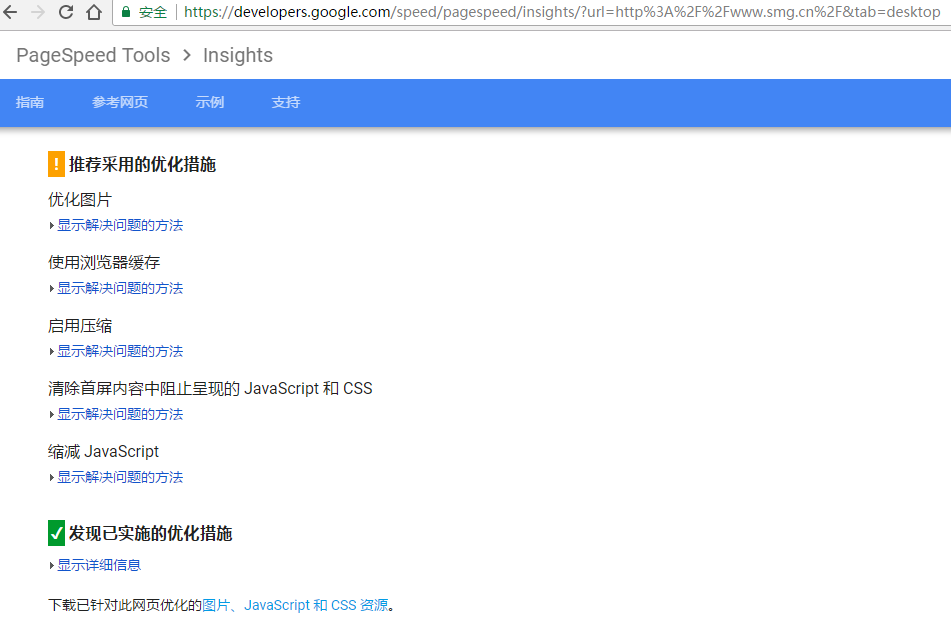 安全 https://developers.google.com/speed/pagespeed/insights/?url=http%3A%2F%2Fwww.smg.cn%2F&tab=desktop
PageSpeed Tools > Insights
指南 参考网页 示例 支持
! 推荐采用的优化措施
优化图片
显示解决问题的方法
使用浏览器缓存
显示解决问题的方法
启用压缩
显示解决问题的方法
清除首屏内容中阻止呈现的 JavaScript 和 CSS
显示解决问题的方法
缩减 JavaScript
显示解决问题的方法
✓ 发现已实施的优化措施
显示详细信息
下载已针对此网页优化的图片、JavaScript 和 CSS 资源。